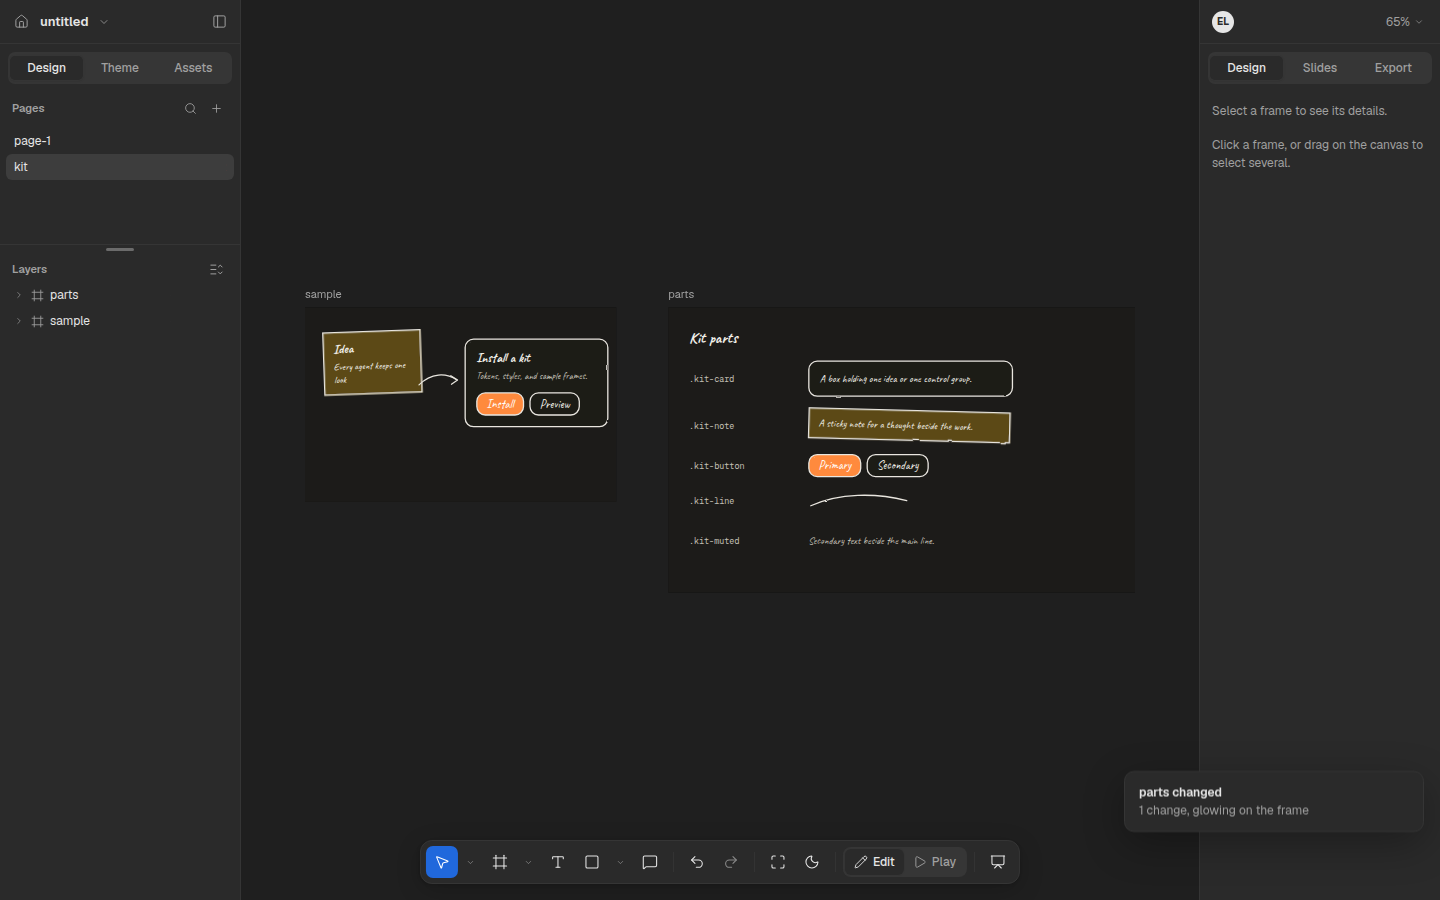 untitled
Design
Theme
Assets
Pages
page-1
kit
Layers
parts
sample
sample
Idea
Every agent keeps one
look
Install a kit
Tokens, styles, and sample frames.
Install
Preview
parts
Kit parts
.kit-card
A box holding one idea or one control group.
.kit-note
A sticky note for a thought beside the work.
.kit-button
Primary
Secondary
.kit-line
.kit-muted
Secondary text beside the main line.
Edit
Play
EL
65%
Design
Slides
Export
Select a frame to see its details.
Click a frame, or drag on the canvas to
select several.
parts changed
1 change, glowing on the frame